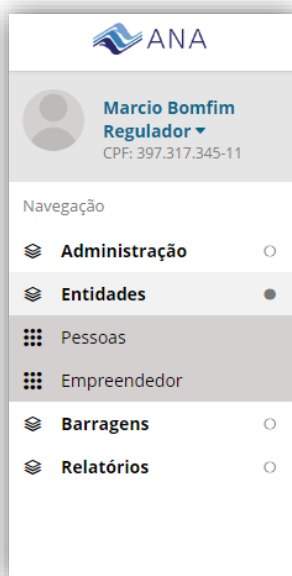 ANA
Marcio Bomfim
Regulador
CPF: 397.317.345-11
Navegação
Administração
Entidades
Pessoas
Empreendedor
Barragens
Relatórios